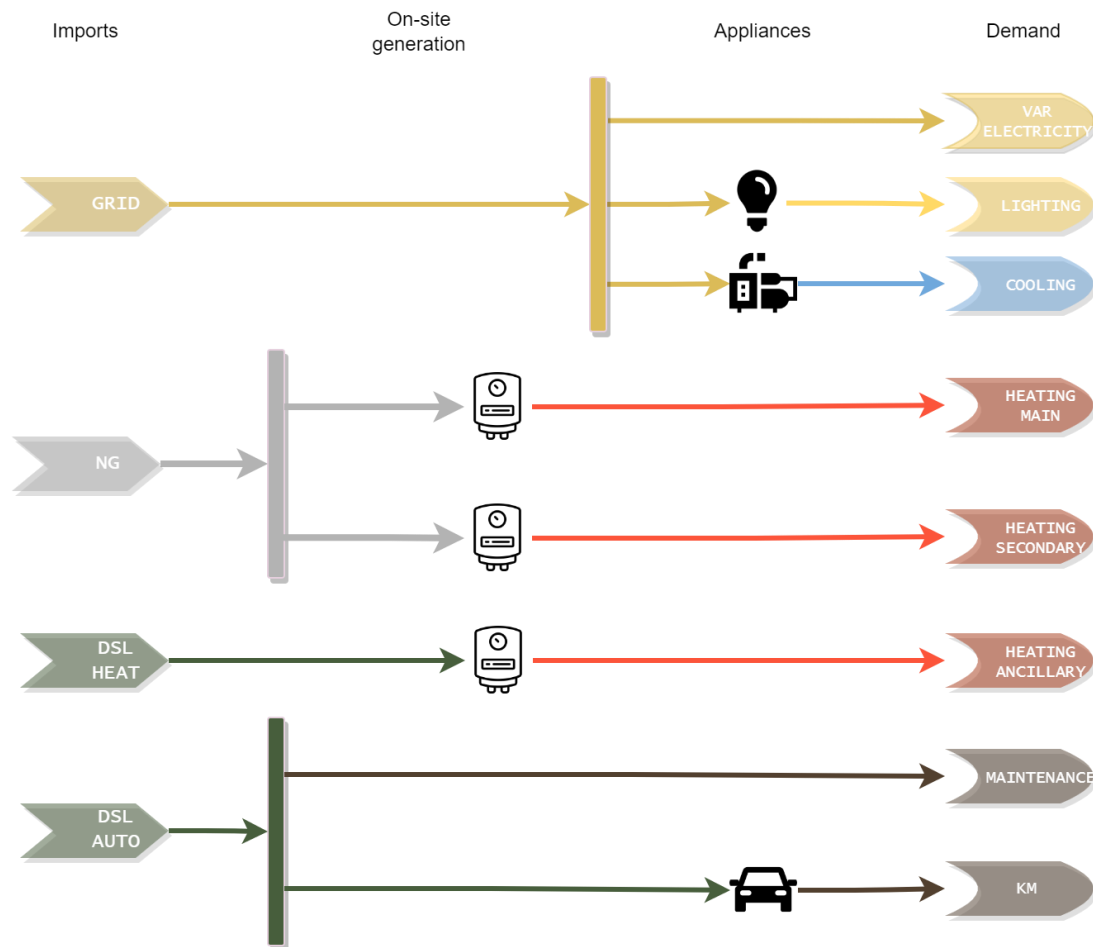 Imports
On-site
generation
Appliances
Demand
VAR
ELECTRICITY
GRID
LIGHTING
COOLING
HEATING
MAIN
NG
HEATING
SECONDARY
DSL
HEAT
HEATING
ANCILLARY
MAINTENANCE
DSL
AUTO
KM